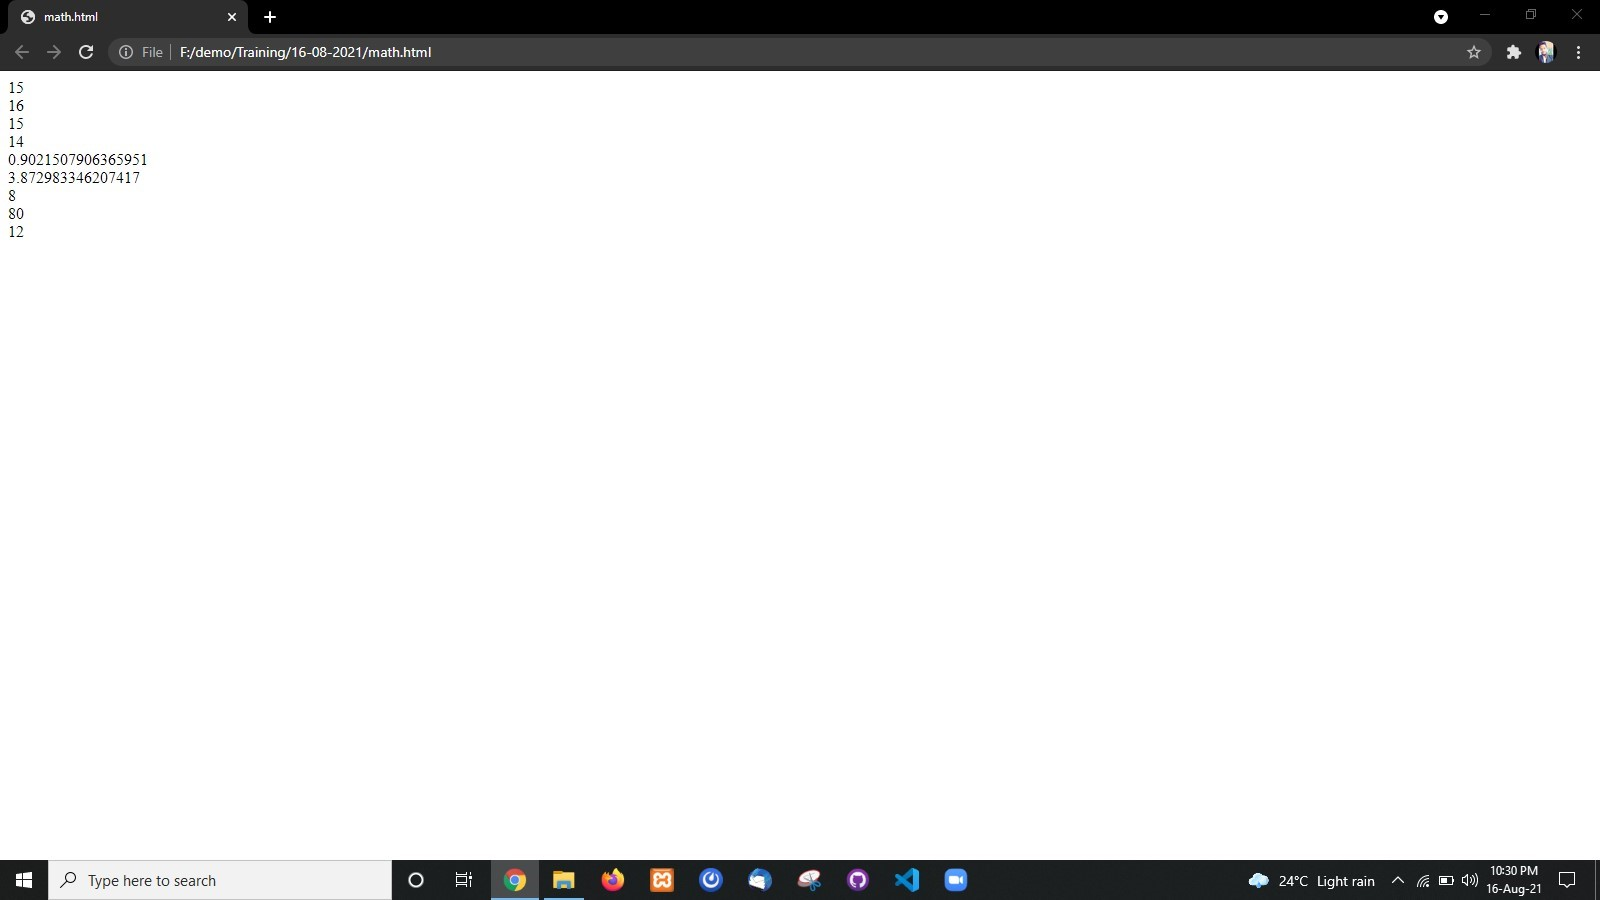 math.html
File
F:/demo/Training/16-08-2021/math.html
15
16
15
14
0.9021507906365951
3.872983346207417
8
80
12
Type here to search
24°C Light rain
10:30 PM
16-Aug-21